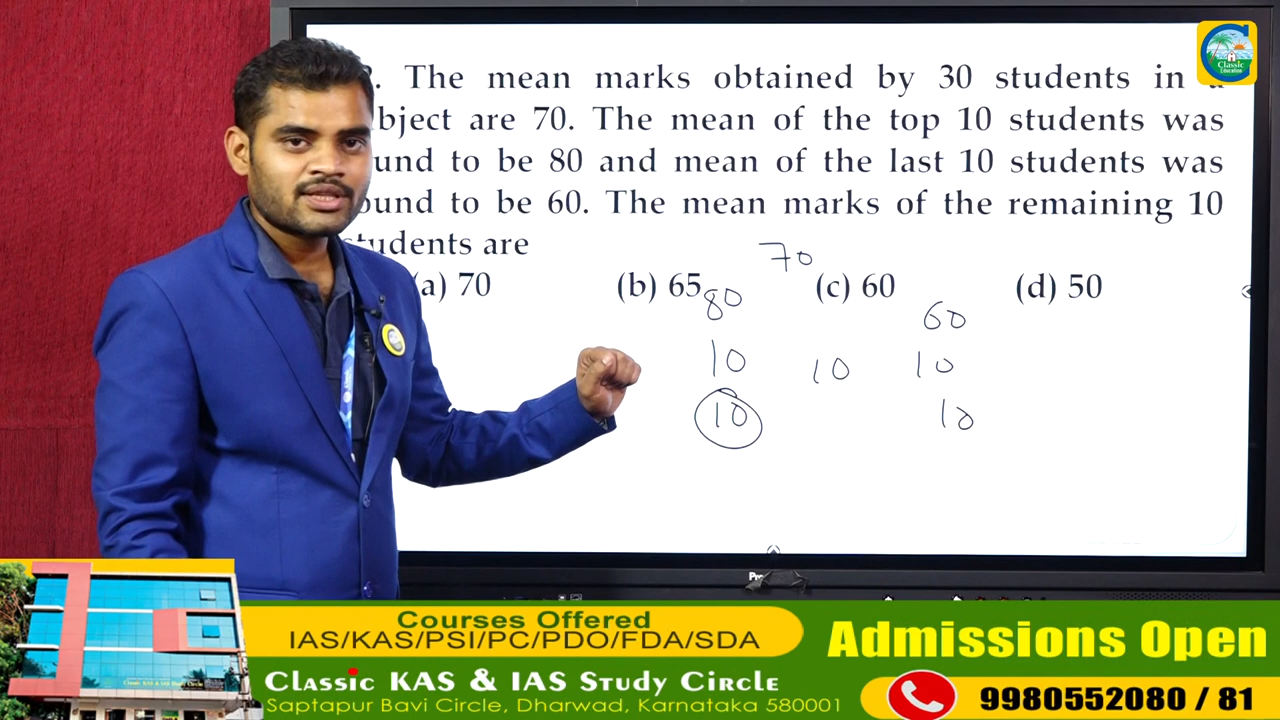 . The mean marks obtained by 30 students in a
bject are 70. The mean of the top 10 students was
und to be 80 and mean of the last 10 students was
ound to be 60. The mean marks of the remaining 10
students are
70
(a) 70 (b) 65 (c) 60 (d) 50
80 60
10 10 10
10 10
Classic
Education
Courses Offered
IAS/KAS/PSI/PC/PDO/FDA/SDA
Classic KAS & IAS Study Circle
Saptapur Bavi Circle, Dharwad, Karnataka 580001
Admissions Open
9980552080 / 81